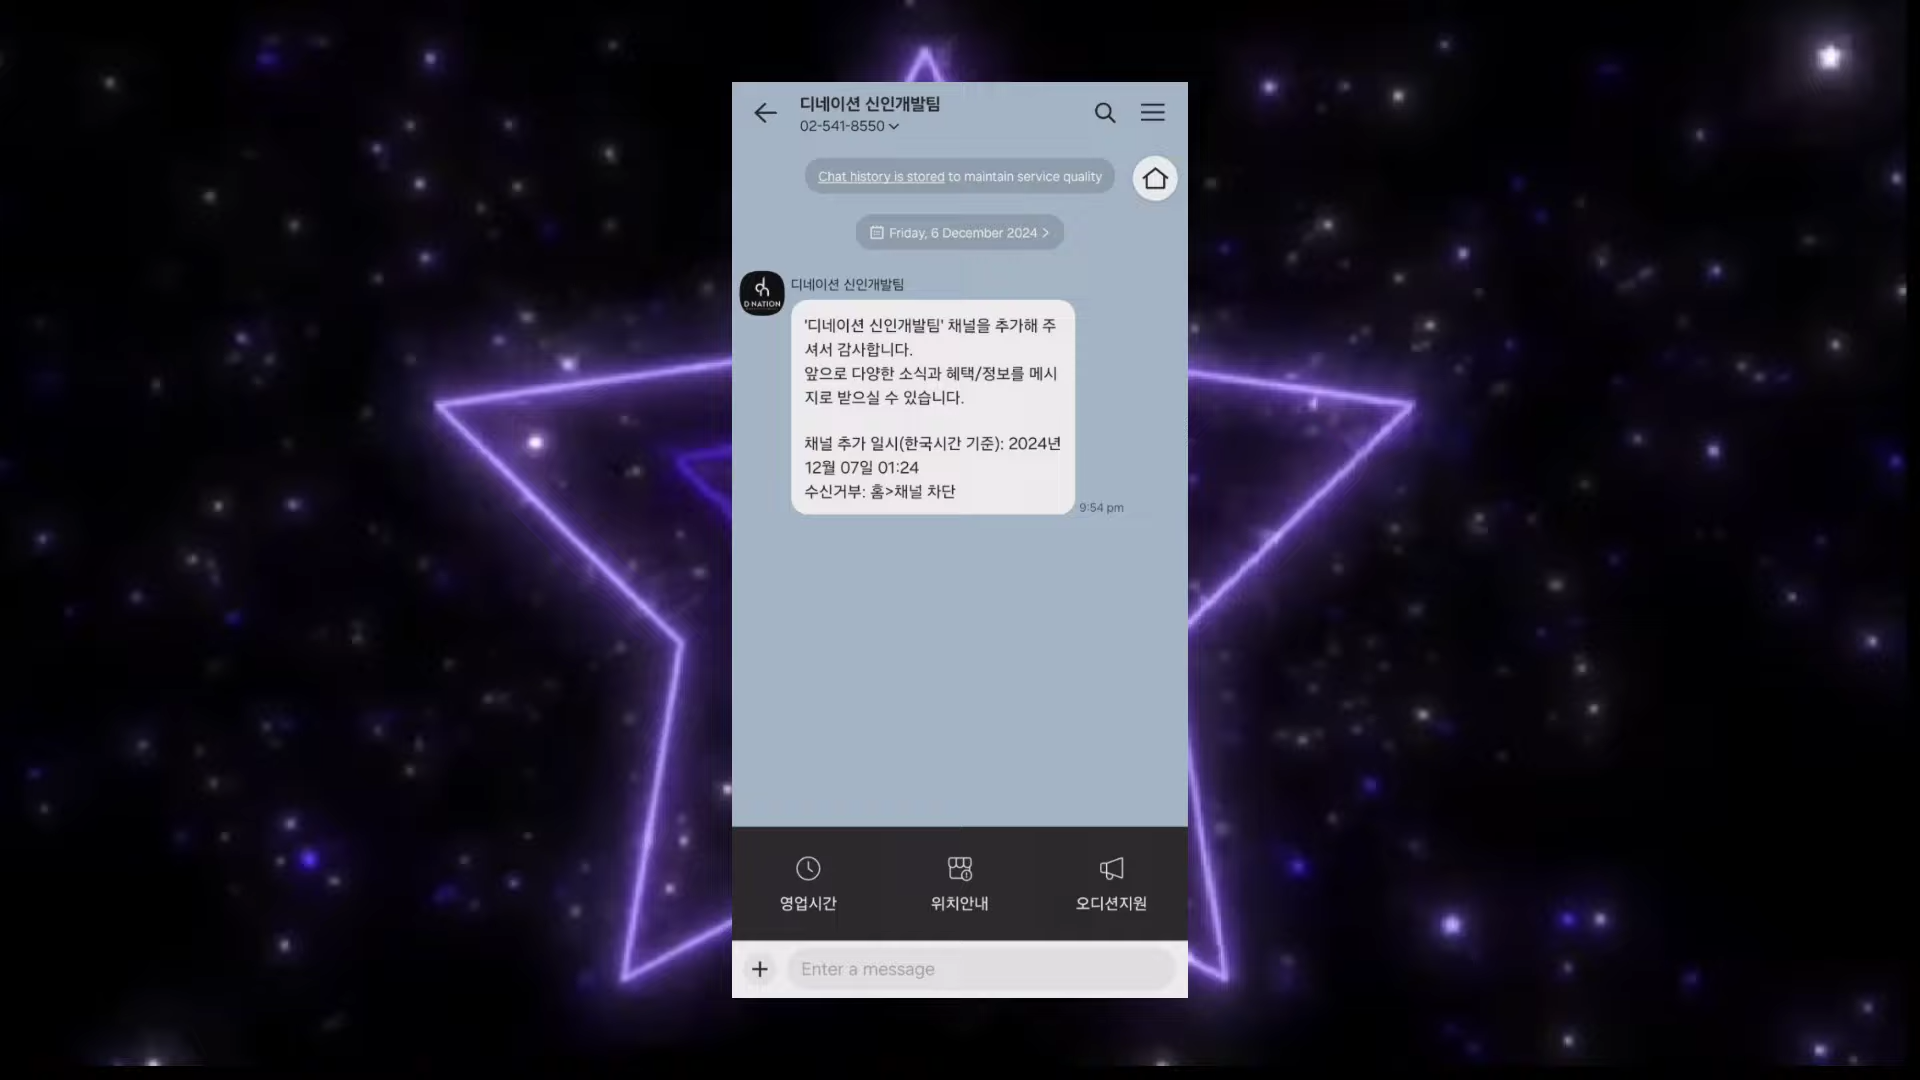 디네이션 신인개발팀
02-541-8550
Chat history is stored to maintain service quality
Friday, 6 December 2024
디네이션 신인개발팀
D NATION
'디네이션 신인개발팀' 채널을 추가해 주
셔서 감사합니다.
앞으로 다양한 소식과 혜택/정보를 메시
지로 받으실 수 있습니다.
채널 추가 일시(한국시간 기준): 2024년
12월 07일 01:24
수신거부: 홈>채널 차단
9:54 pm
영업시간
위치안내
오디션지원
Enter a message